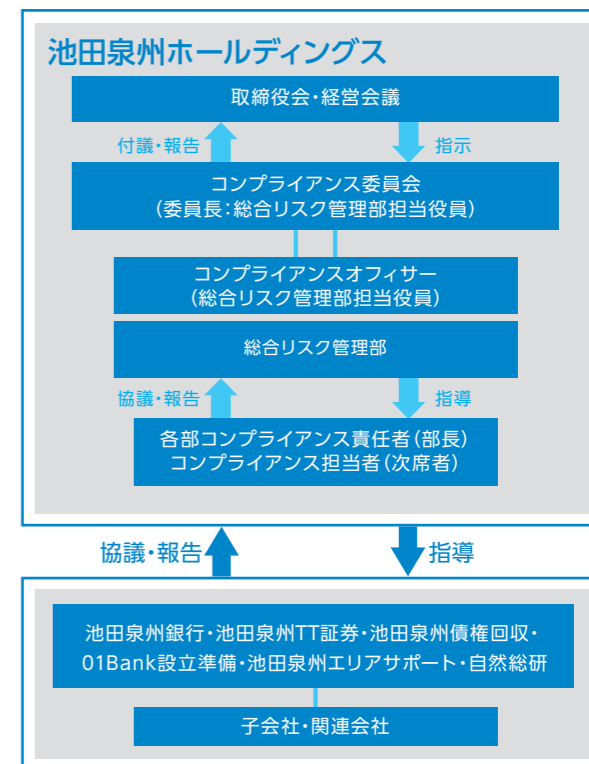 池田泉州ホールディングス
取締役会・経営会議
付議・報告
指示
コンプライアンス委員会
(委員長:総合リスク管理部担当役員)
コンプライアンスオフィサー
(総合リスク管理部担当役員)
総合リスク管理部
協議・報告
指導
各部コンプライアンス責任者(部長)
コンプライアンス担当者(次席者)
協議・報告
指導
池田泉州銀行・池田泉州TT証券・池田泉州債権回収・
01Bank設立準備・池田泉州エリアサポート・自然総研
子会社・関連会社